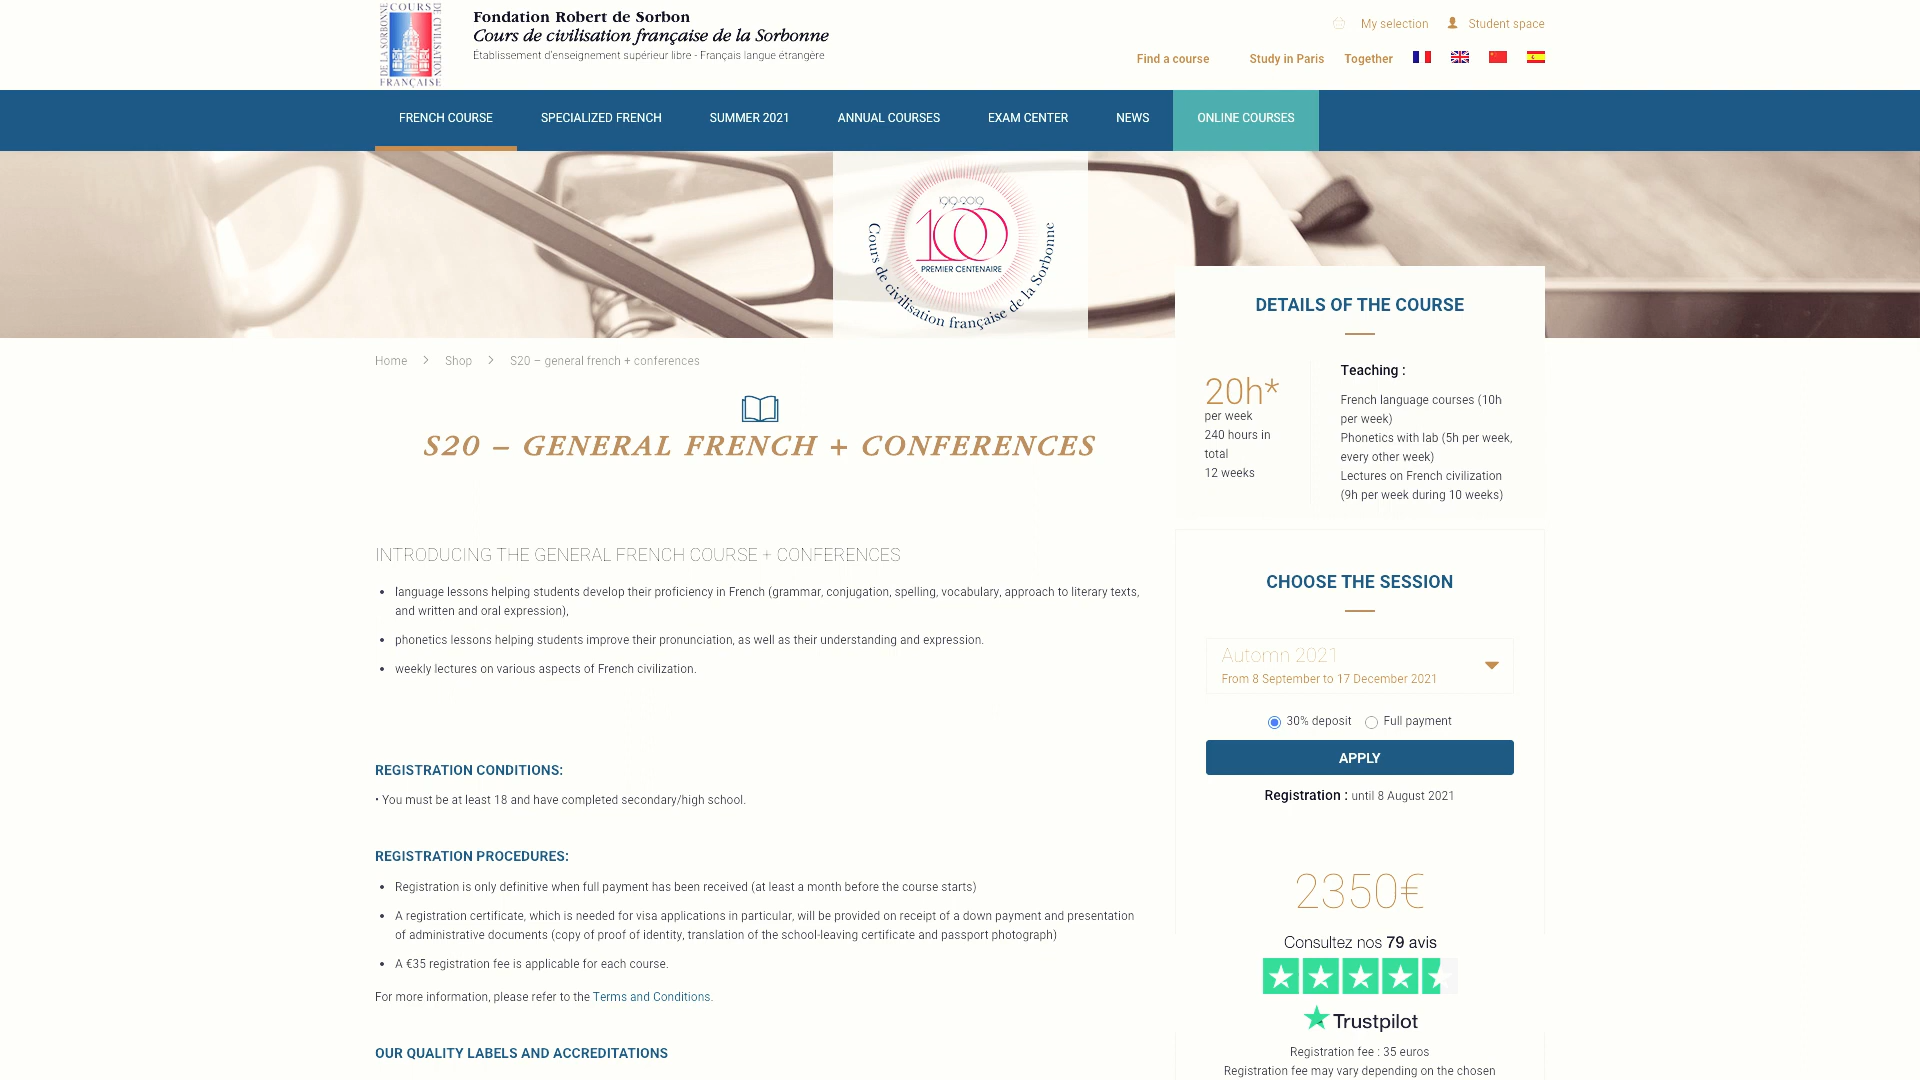 COURS
DE CIVILISATION
FRANÇAISE
DE LA SORBONNE
Fondation Robert de Sorbon
Cours de civilisation française de la Sorbonne
Établissement d'enseignement supérieur libre - Français langue étrangère
My selection
Student space
Find a course
Study in Paris
Together
FRENCH COURSE
SPECIALIZED FRENCH
SUMMER 2021
ANNUAL COURSES
EXAM CENTER
NEWS
ONLINE COURSES
100
PREMIER CENTENAIRE
Cours de civilisation française de la Sorbonne
Home
Shop
S20 – general french + conferences
S20 – GENERAL FRENCH + CONFERENCES
INTRODUCING THE GENERAL FRENCH COURSE + CONFERENCES
• language lessons helping students develop their proficiency in French (grammar, conjugation, spelling, vocabulary, approach to literary texts,
and written and oral expression),
• phonetics lessons helping students improve their pronunciation, as well as their understanding and expression.
• weekly lectures on various aspects of French civilization.
REGISTRATION CONDITIONS:
• You must be at least 18 and have completed secondary/high school.
REGISTRATION PROCEDURES:
• Registration is only definitive when full payment has been received (at least a month before the course starts)
• A registration certificate, which is needed for visa applications in particular, will be provided on receipt of a down payment and presentation
of administrative documents (copy of proof of identity, translation of the school-leaving certificate and passport photograph)
• A €35 registration fee is applicable for each course.
For more information, please refer to the Terms and Conditions.
OUR QUALITY LABELS AND ACCREDITATIONS
DETAILS OF THE COURSE
20h*
per week
240 hours in
total
12 weeks
Teaching :
French language courses (10h
per week)
Phonetics with lab (5h per week,
every other week)
Lectures on French civilization
(9h per week during 10 weeks)
CHOOSE THE SESSION
Automn 2021
From 8 September to 17 December 2021
30% deposit
Full payment
APPLY
Registration : until 8 August 2021
2350€
Consultez nos 79 avis
Trustpilot
Registration fee : 35 euros
Registration fee may vary depending on the chosen